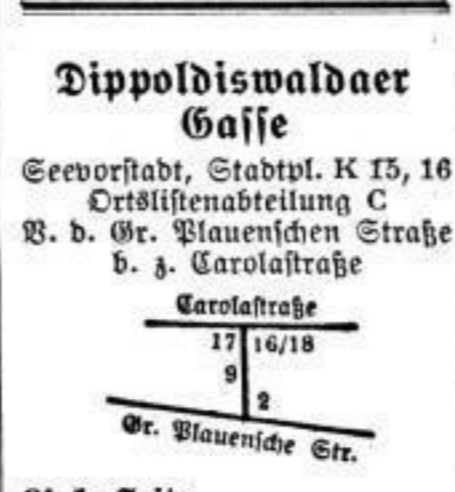 Dippoldiswaldaer
Gasse
Seevorstadt, Stadtpl. K 15, 16
Ortslistenabteilung C
V. d. Gr. Plauenschen Straße
b. z. Carolastraße
Carolastraße
17 16/18
9
2
Gr. Plauensche Str.